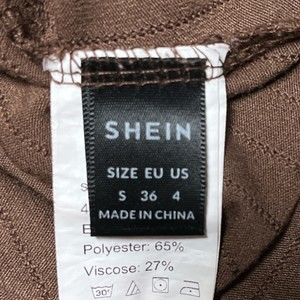 SHEIN
SIZE EU US
S 36 4
MADE IN CHINA
Polyester: 65%
Viscose: 27%
30°